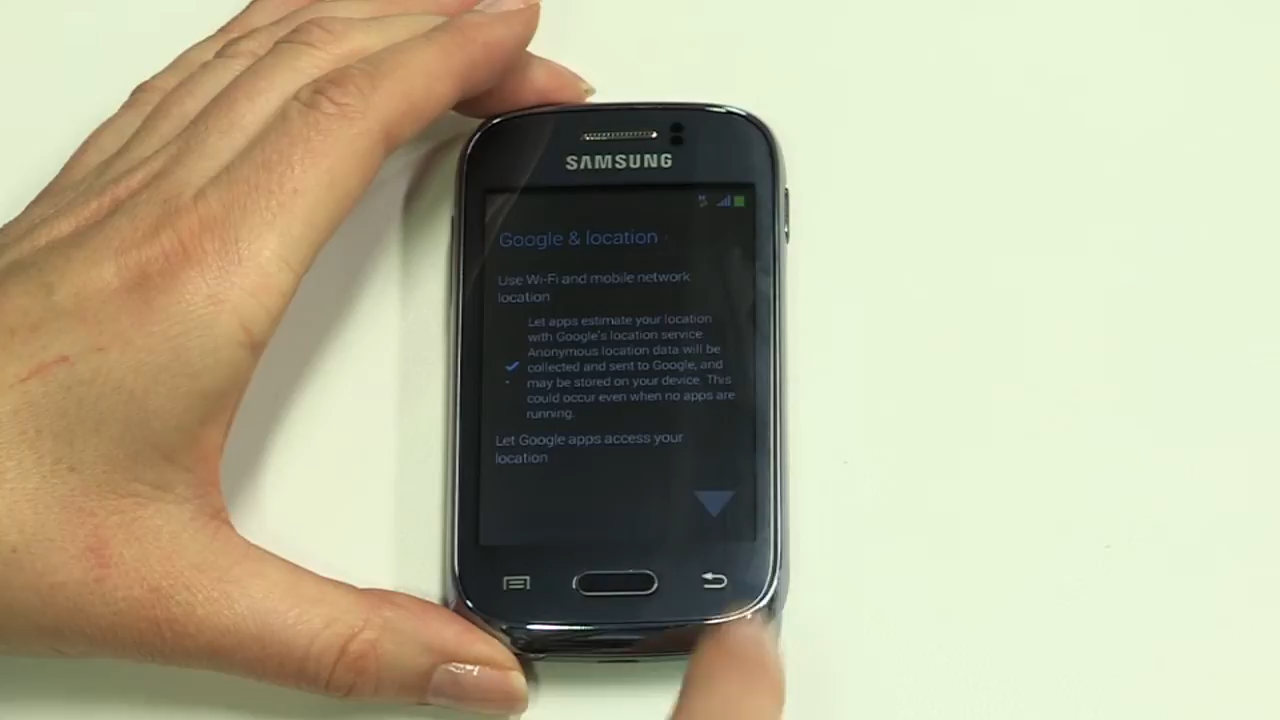 SAMSUNG
Google & location
Use Wi-Fi and mobile network
location
Let apps estimate your location
with Google's location service.
Anonymous location data will be
collected and sent to Google, and
may be stored on your device. This
could occur even when no apps are
running.
Let Google apps access your
location